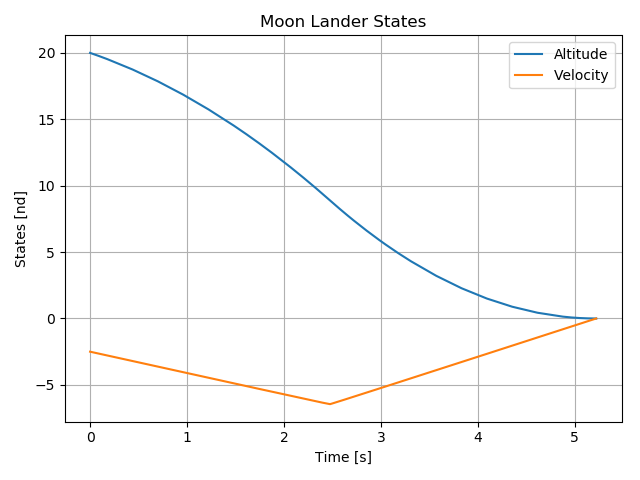 Moon Lander States
Altitude
Velocity
States [nd]
20
15
10
5
0
−5
0 1 2 3 4 5
Time [s]